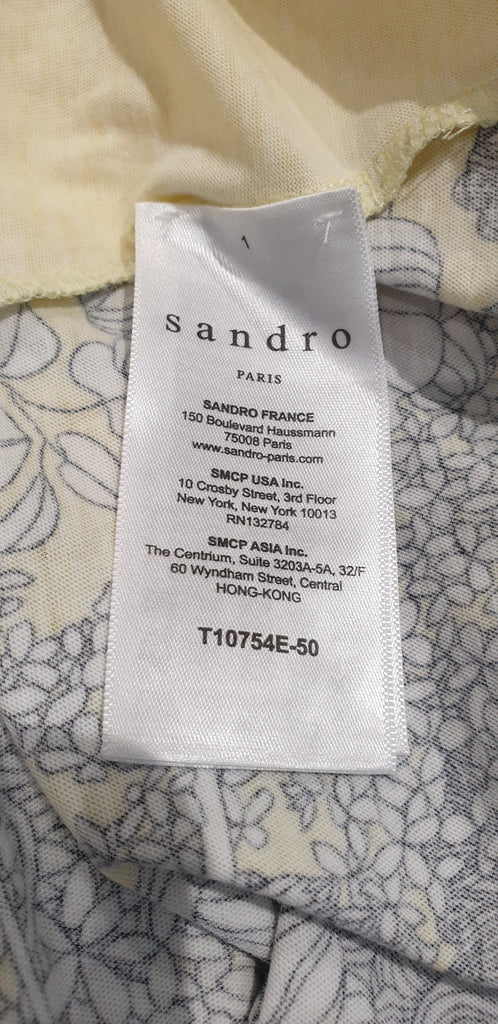 1
sandro
PARIS
SANDRO FRANCE
150 Boulevard Haussmann
75008 Paris
www.sandro-paris.com
SMCP USA Inc.
10 Crosby Street, 3rd Floor
New York, New York 10013
RN132784
SMCP ASIA Inc.
The Centrium, Suite 3203A-5A, 32/F
60 Wyndham Street, Central
HONG-KONG
T10754E-50